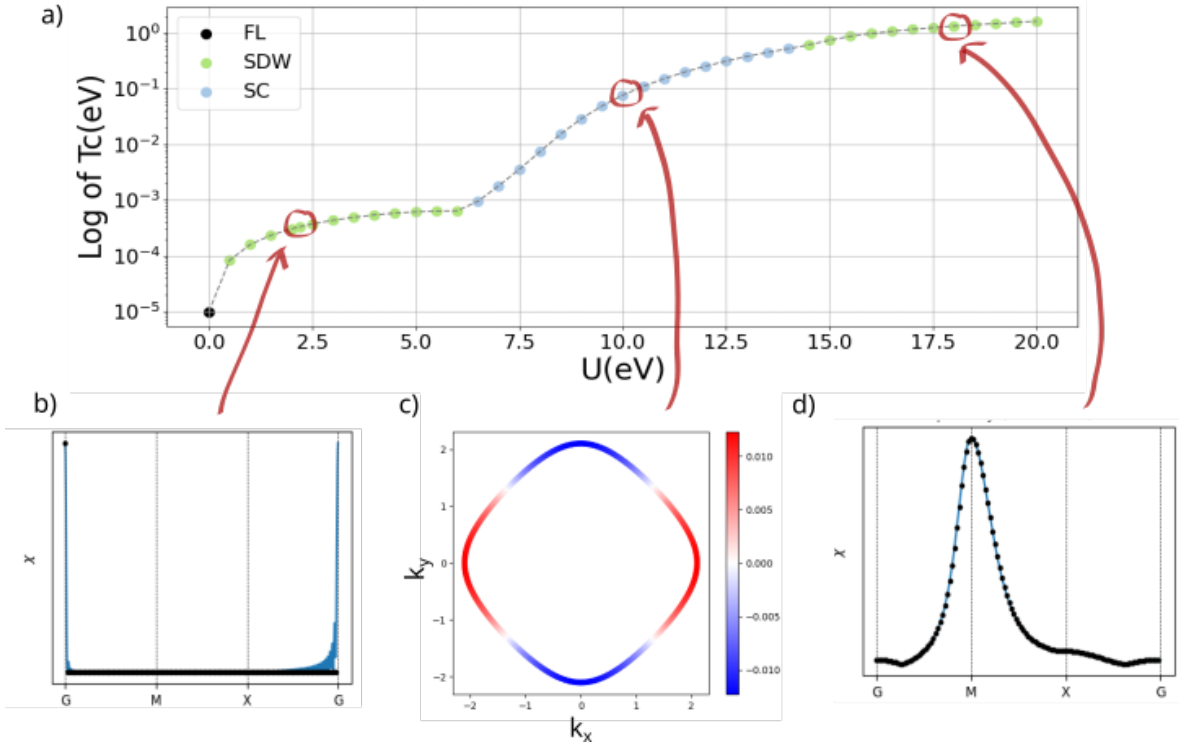 a)
FL
SDW
SC
Log of Tc(eV)
10⁰
10⁻¹
10⁻²
10⁻³
10⁻⁴
10⁻⁵
0.0 2.5 5.0 7.5 10.0 12.5 15.0 17.5 20.0
U(eV)
b)
χ
G M X G
c)
k_y
2
1
0
−1
−2
−2 −1 0 1 2
k_x
0.010
0.005
0.000
−0.005
−0.010
d)
χ
G M X G